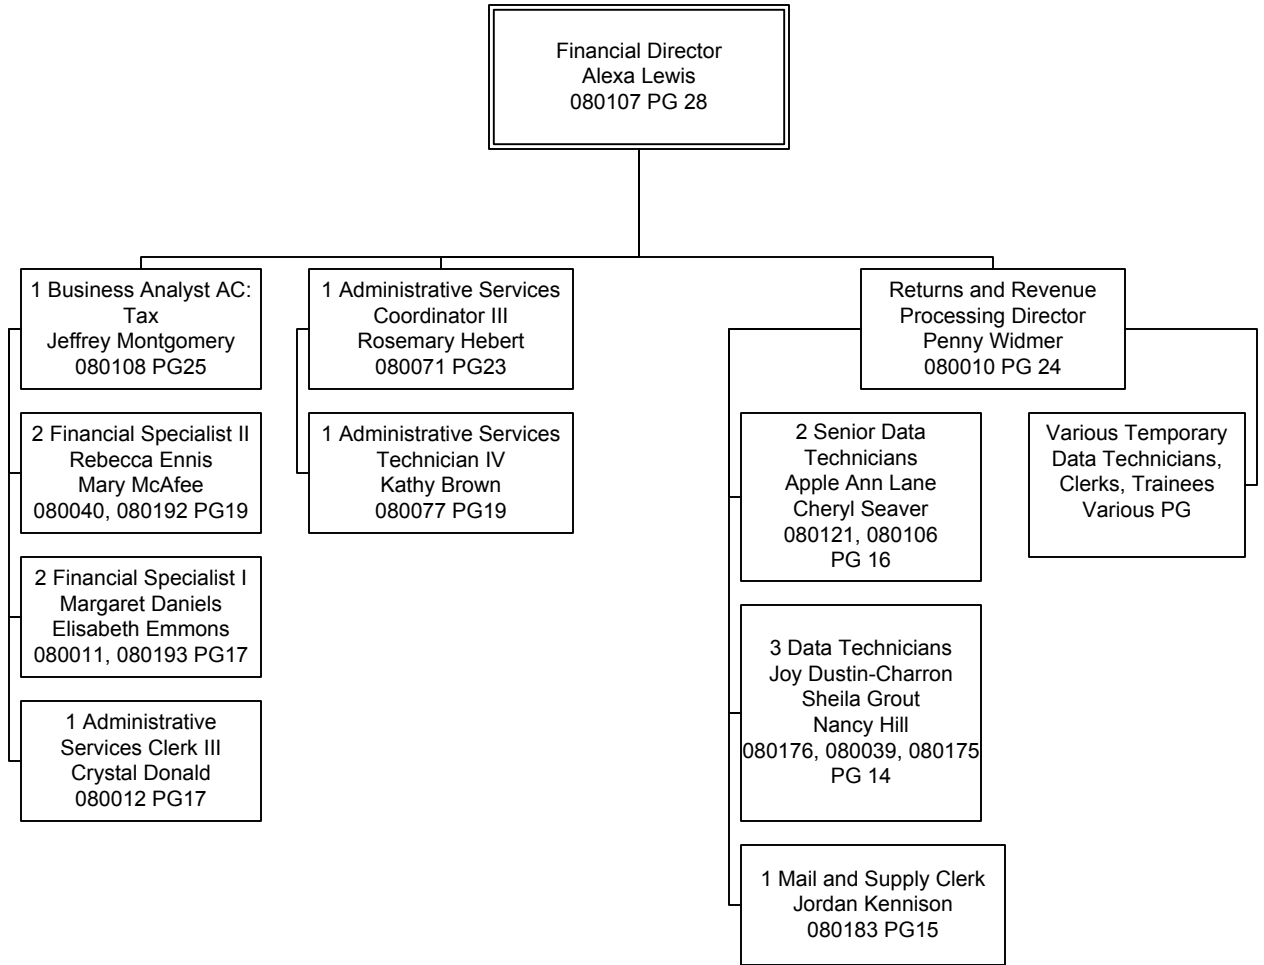 Financial Director
Alexa Lewis
080107 PG 28
1 Business Analyst AC:
Tax
Jeffrey Montgomery
080108 PG25
2 Financial Specialist II
Rebecca Ennis
Mary McAfee
080040, 080192 PG19
2 Financial Specialist I
Margaret Daniels
Elisabeth Emmons
080011, 080193 PG17
1 Administrative
Services Clerk III
Crystal Donald
080012 PG17
1 Administrative Services
Coordinator III
Rosemary Hebert
080071 PG23
1 Administrative Services
Technician IV
Kathy Brown
080077 PG19
Returns and Revenue
Processing Director
Penny Widmer
080010 PG 24
2 Senior Data
Technicians
Apple Ann Lane
Cheryl Seaver
080121, 080106
PG 16
3 Data Technicians
Joy Dustin-Charron
Sheila Grout
Nancy Hill
080176, 080039, 080175
PG 14
1 Mail and Supply Clerk
Jordan Kennison
080183 PG15
Various Temporary
Data Technicians,
Clerks, Trainees
Various PG